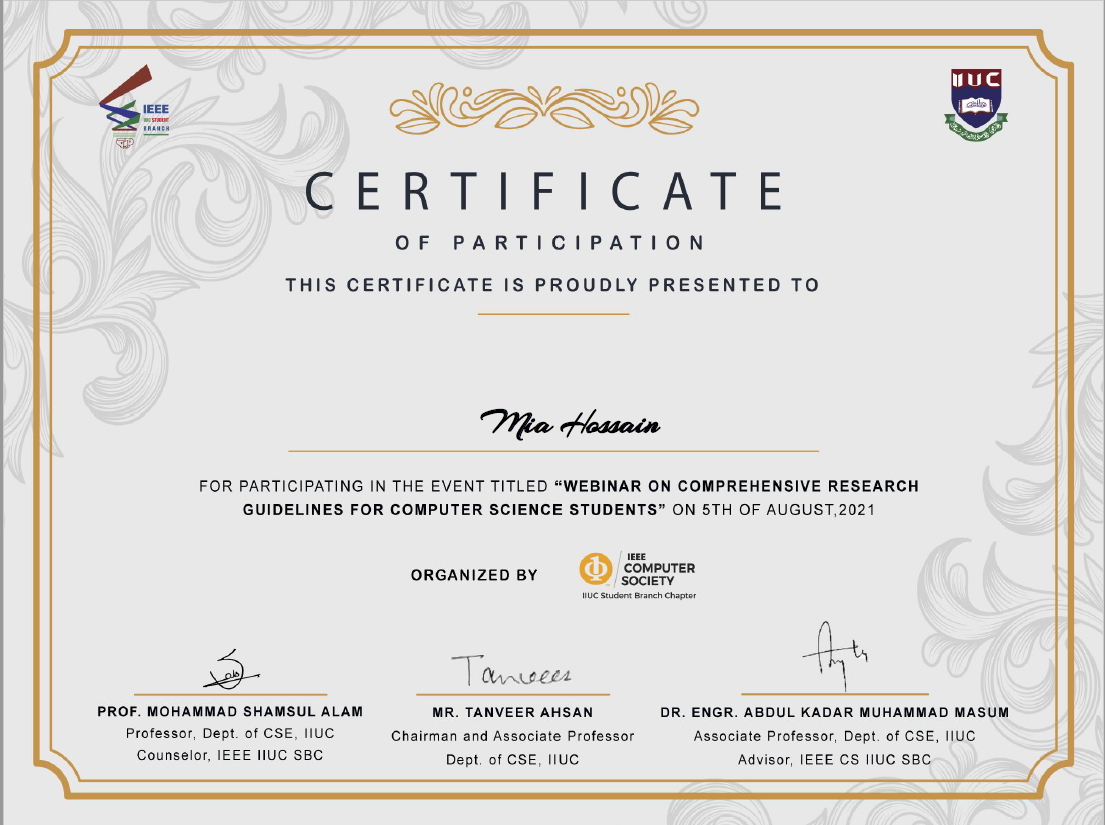 IEEE
IIUC STUDENT
BRANCH
IIUC
CERTIFICATE
OF PARTICIPATION
THIS CERTIFICATE IS PROUDLY PRESENTED TO
Mia Hossain
FOR PARTICIPATING IN THE EVENT TITLED “WEBINAR ON COMPREHENSIVE RESEARCH
GUIDELINES FOR COMPUTER SCIENCE STUDENTS” ON 5TH OF AUGUST,2021
ORGANIZED BY
IEEE
COMPUTER
SOCIETY
IIUC Student Branch Chapter
Tanveer
PROF. MOHAMMAD SHAMSUL ALAM
Professor, Dept. of CSE, IIUC
Counselor, IEEE IIUC SBC
MR. TANVEER AHSAN
Chairman and Associate Professor
Dept. of CSE, IIUC
DR. ENGR. ABDUL KADAR MUHAMMAD MASUM
Associate Professor, Dept. of CSE, IIUC
Advisor, IEEE CS IIUC SBC